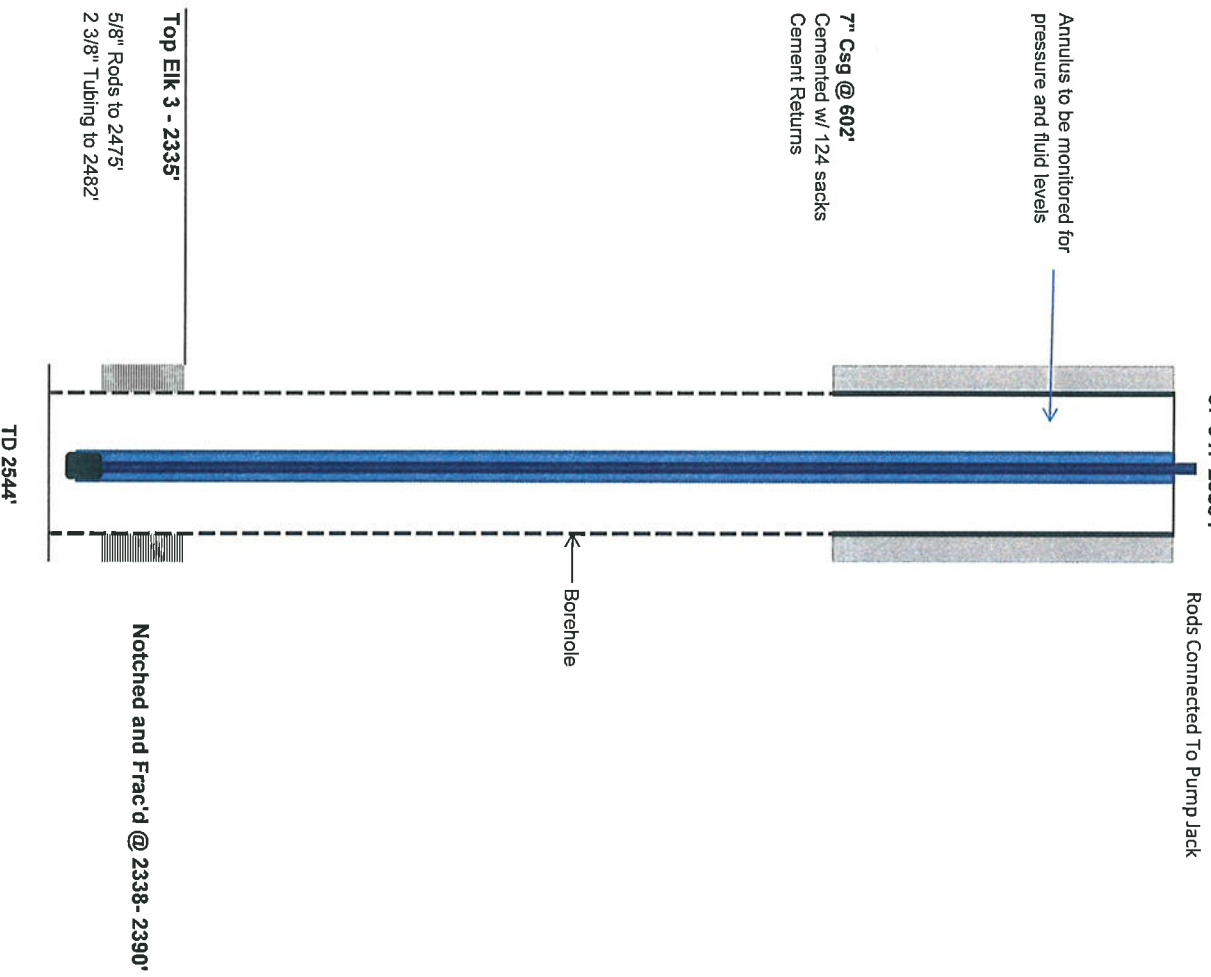 Rods Connected To Pump Jack
Annulus to be monitored for
pressure and fluid levels
7" Csg @ 602'
Cemented w/ 124 sacks
Cement Returns
Borehole
Top Elk 3 - 2335'
5/8" Rods to 2475'
2 3/8" Tubing to 2482'
Notched and Frac'd @ 2338- 2390'
TD 2544'